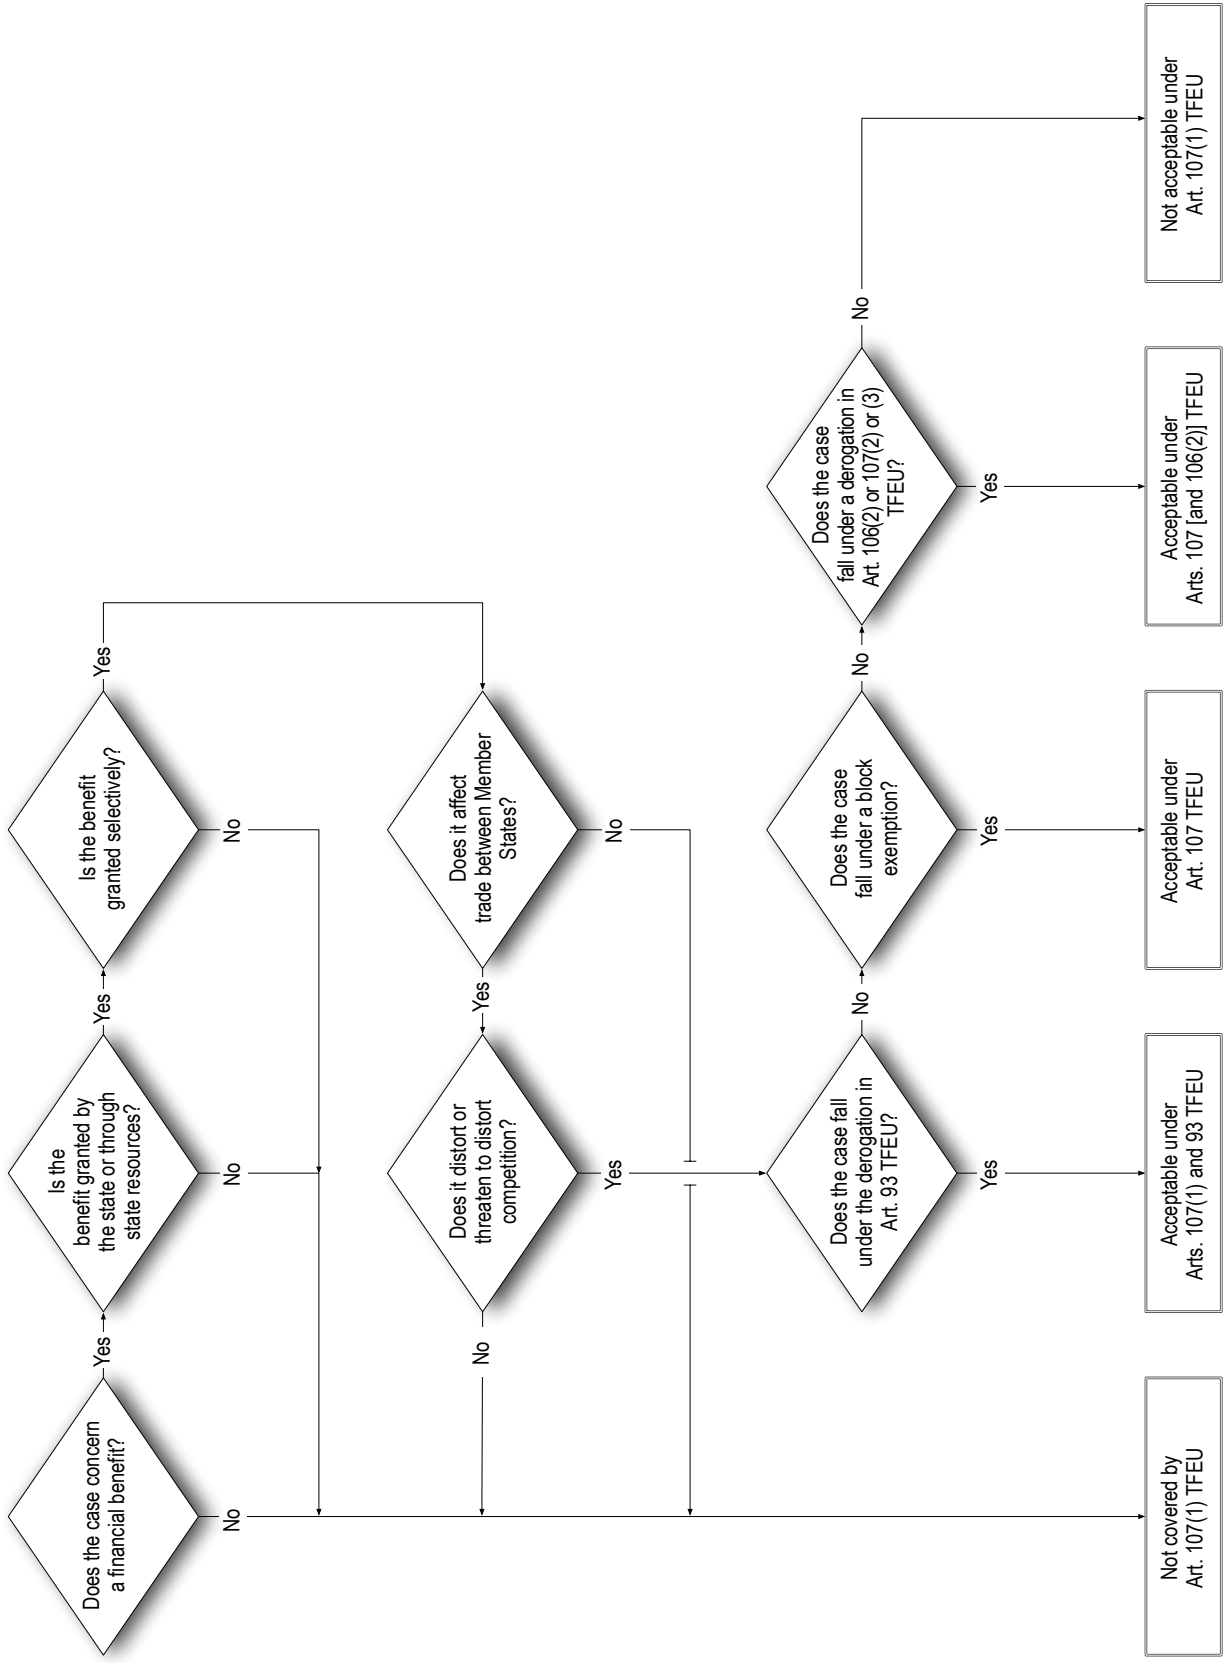 Does the case concern
a financial benefit?
Yes
No
Is the
benefit granted by
the state or through
state resources?
Yes
No
Is the benefit
granted selectively?
Yes
No
Does it affect
trade between Member
States?
Yes
No
Does it distort or
threaten to distort
competition?
No
Yes
Does the case fall
under the derogation in
Art. 93 TFEU?
No
Yes
Does the case
fall under a block
exemption?
No
Yes
Does the case
fall under a derogation in
Art. 106(2) or 107(2) or (3)
TFEU?
No
Yes
Not covered by
Art. 107(1) TFEU
Acceptable under
Arts. 107(1) and 93 TFEU
Acceptable under
Art. 107 TFEU
Acceptable under
Arts. 107 [and 106(2)] TFEU
Not acceptable under
Art. 107(1) TFEU